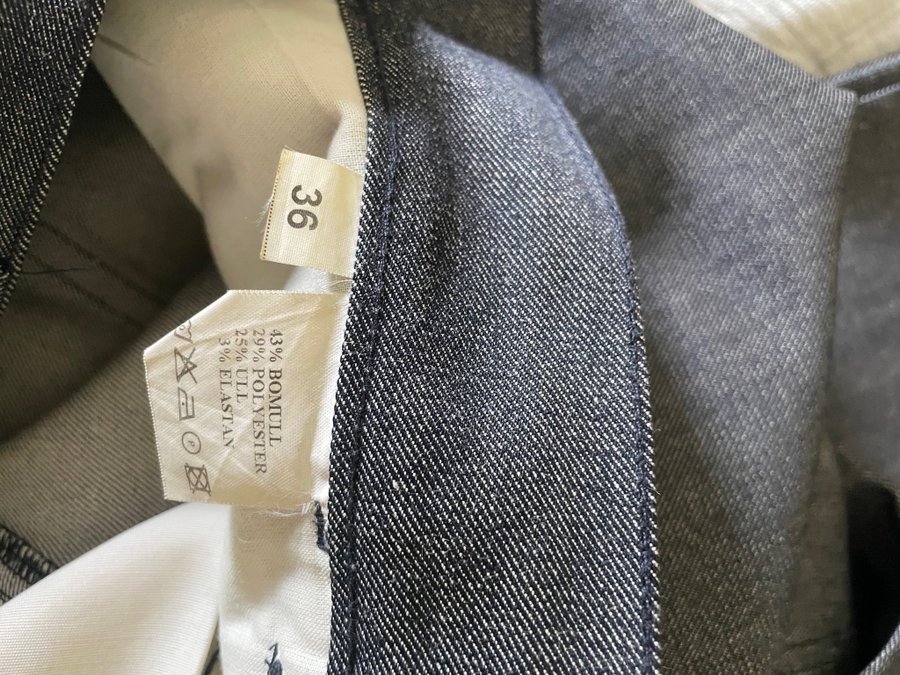 36
43% BOMULL
29% POLYESTER
25% ULL
3% ELASTAN